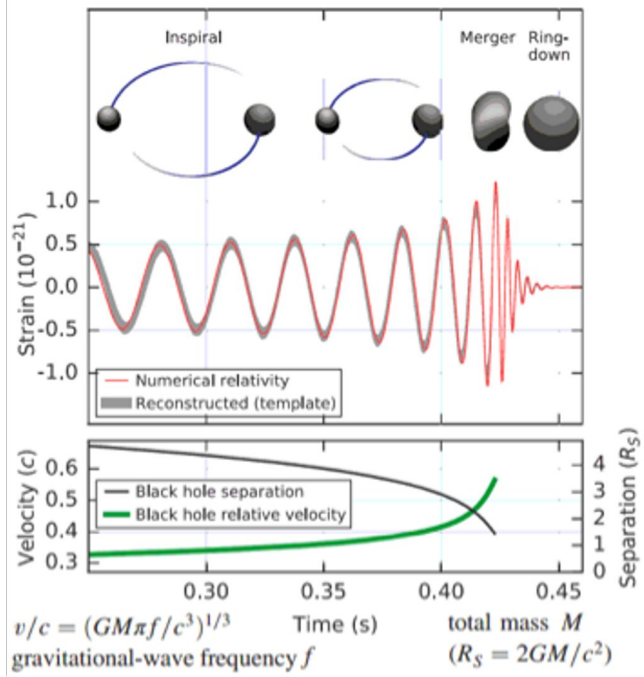 Inspiral
Merger
Ring-
down
Strain (10⁻²¹)
1.0
0.5
0.0
-0.5
-1.0
Numerical relativity
Reconstructed (template)
Velocity (c)
0.6
0.5
0.4
0.3
Black hole separation
Black hole relative velocity
Separation (R_S)
4
3
2
1
0
0.30
0.35
0.40
0.45
Time (s)
v/c = (GMπf/c³)^{1/3}
gravitational-wave frequency f
total mass M
(R_S = 2GM/c²)